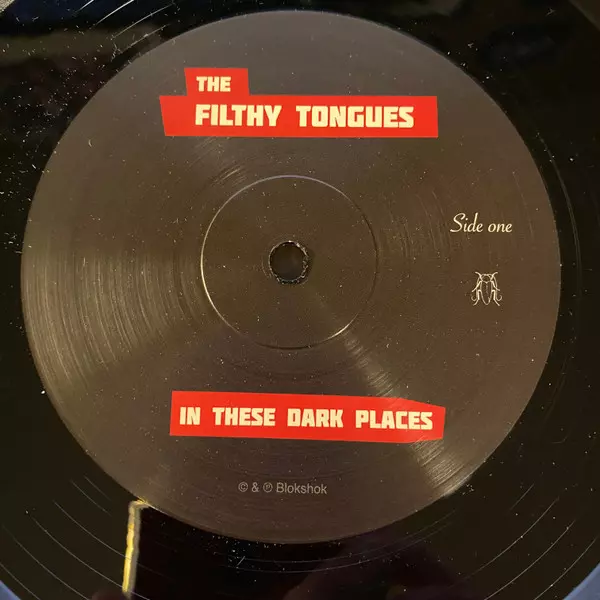 THE
FILTHY TONGUES
Side one
IN THESE DARK PLACES
© & ℗ Blokshok